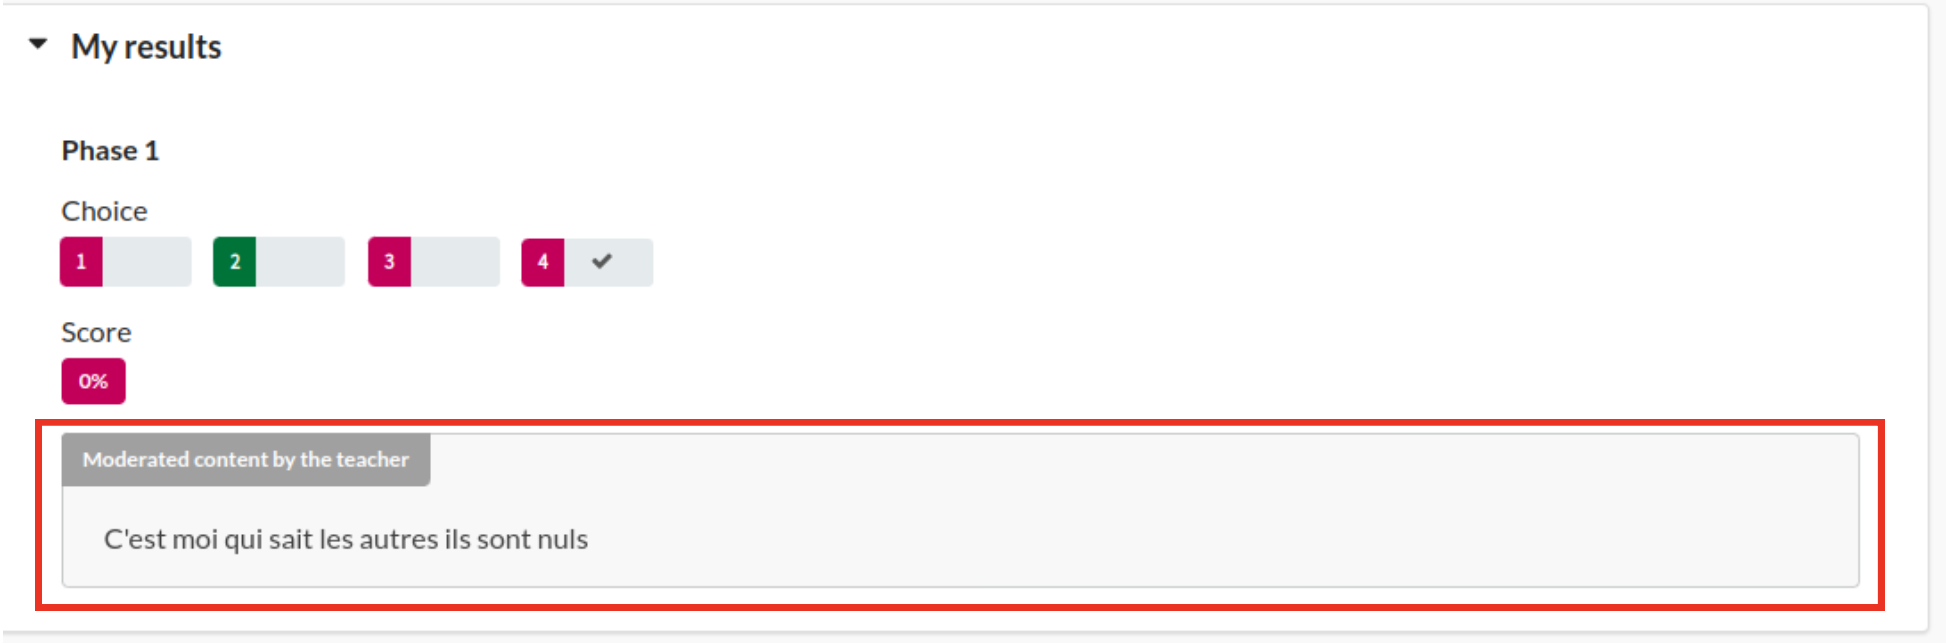 My results
Phase 1
Choice
1 2 3 4
Score
0%
Moderated content by the teacher
C'est moi qui sait les autres ils sont nuls